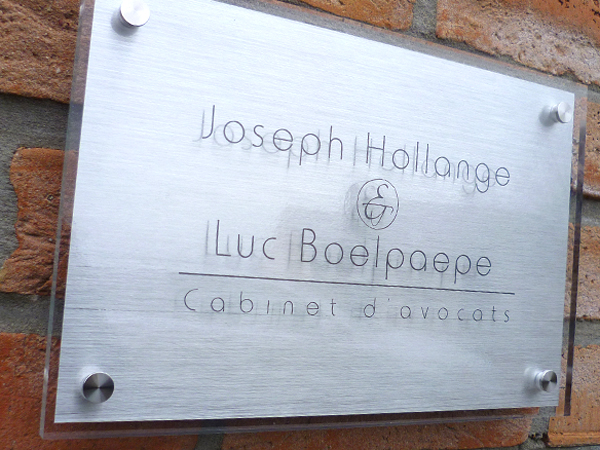 Joseph Hollange
&
Luc Boelpaepe
Cabinet d'avocats